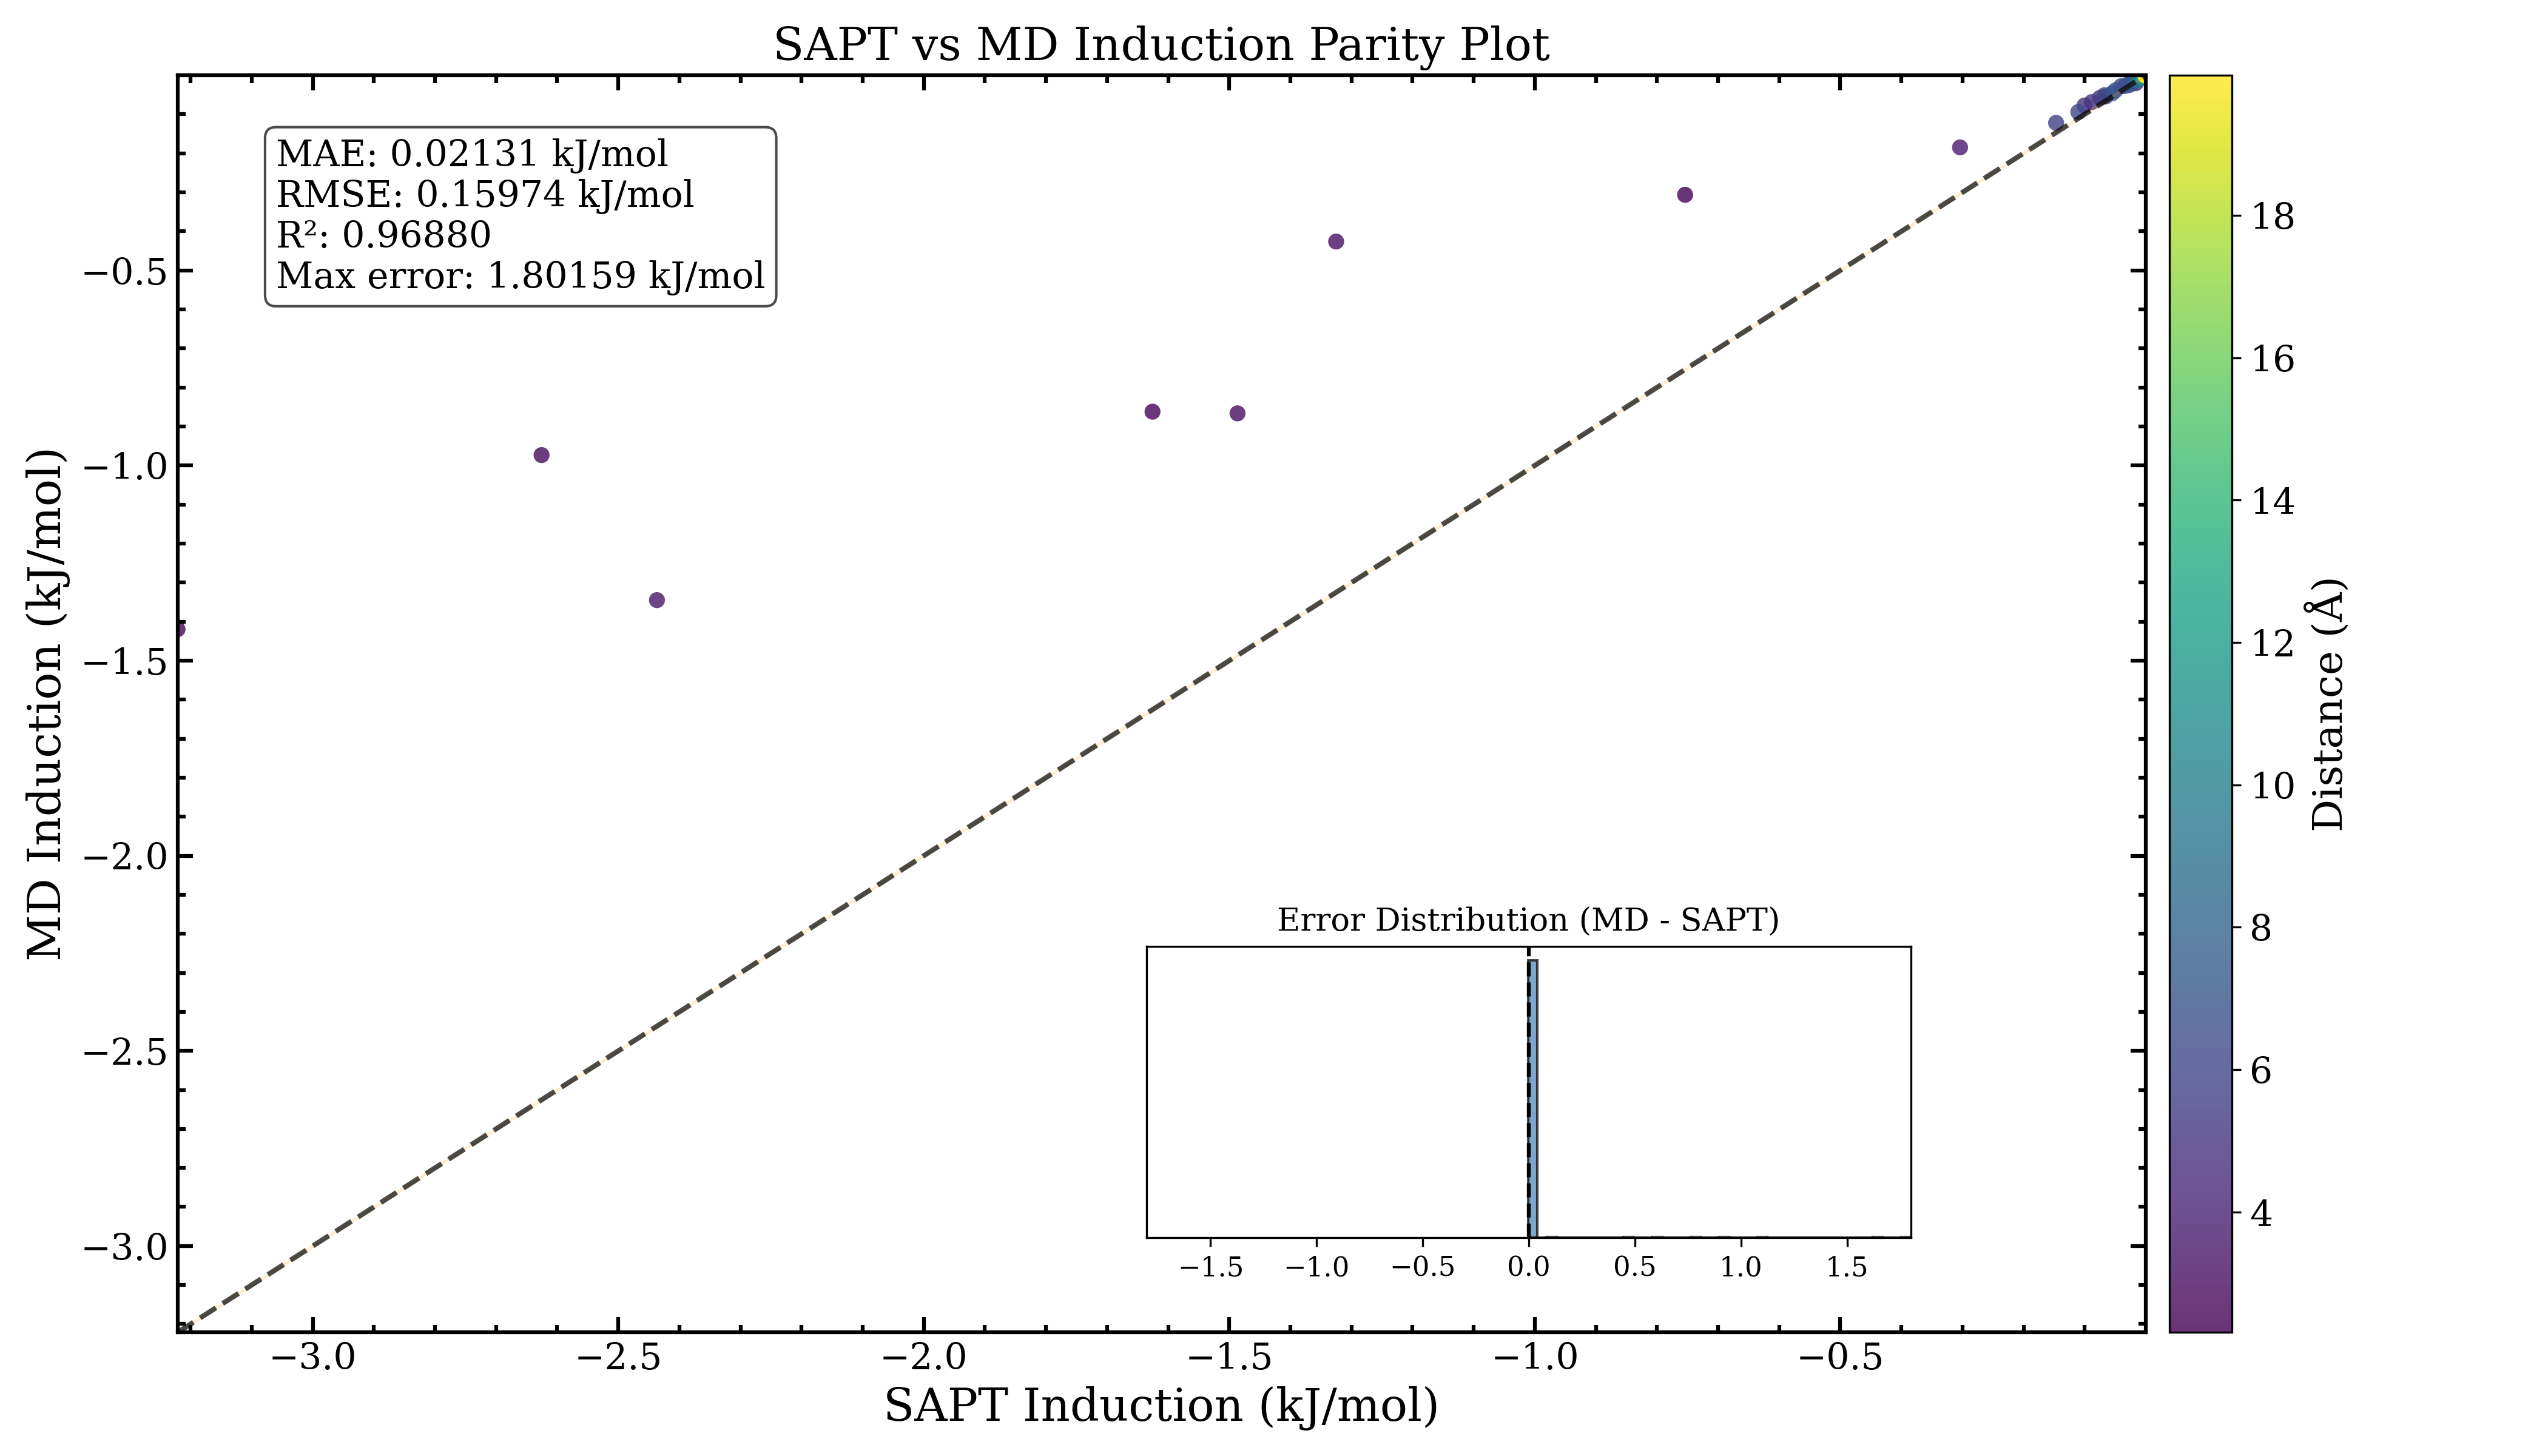 SAPT vs MD Induction Parity Plot
MAE: 0.02131 kJ/mol
RMSE: 0.15974 kJ/mol
R²: 0.96880
Max error: 1.80159 kJ/mol
MD Induction (kJ/mol)
−0.5
−1.0
−1.5
−2.0
−2.5
−3.0
Error Distribution (MD - SAPT)
−1.5 −1.0 −0.5 0.0 0.5 1.0 1.5
−3.0 −2.5 −2.0 −1.5 −1.0 −0.5
SAPT Induction (kJ/mol)
18
16
14
12
10
8
6
4
Distance (Å)